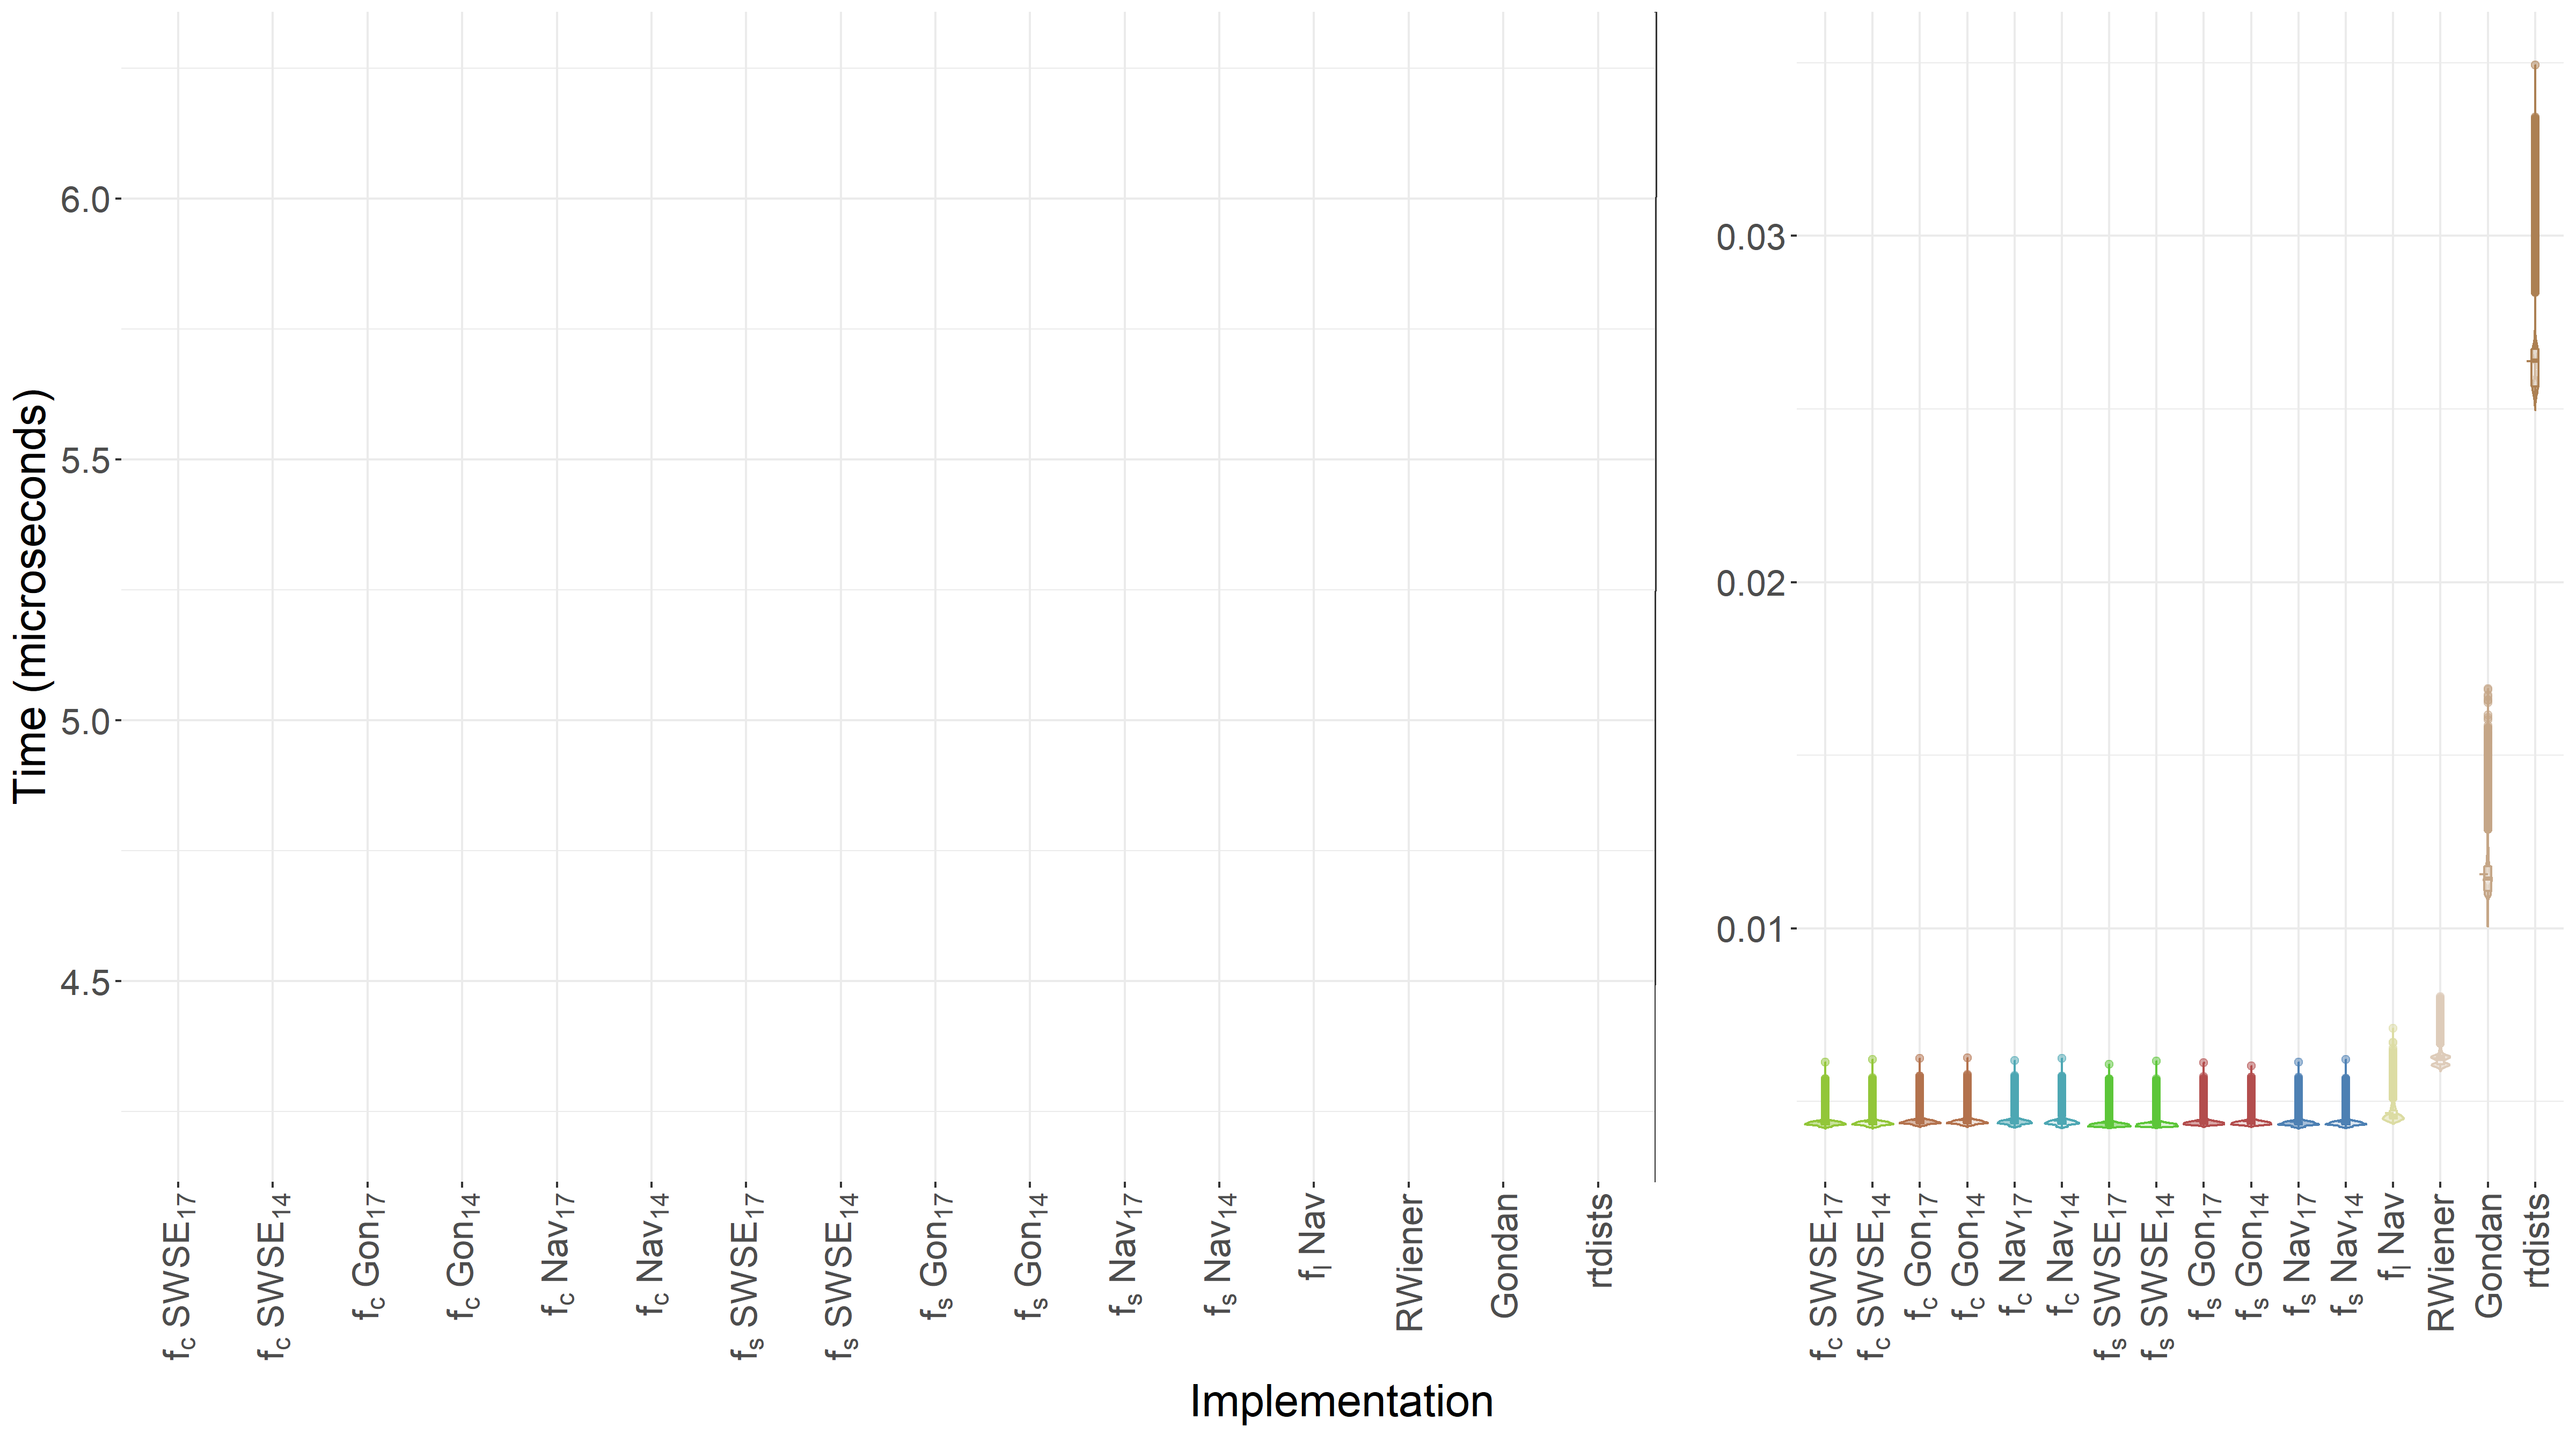 Time (microseconds)
6.0
5.5
5.0
4.5
f_c SWSE_17
f_c SWSE_14
f_c Gon_17
f_c Gon_14
f_c Nav_17
f_c Nav_14
f_s SWSE_17
f_s SWSE_14
f_s Gon_17
f_s Gon_14
f_s Nav_17
f_s Nav_14
f_l Nav
RWiener
Gondan
rtdists
0.03
0.02
0.01
f_c SWSE_17
f_c SWSE_14
f_c Gon_17
f_c Gon_14
f_c Nav_17
f_c Nav_14
f_s SWSE_17
f_s SWSE_14
f_s Gon_17
f_s Gon_14
f_s Nav_17
f_s Nav_14
f_l Nav
RWiener
Gondan
rtdists
Implementation